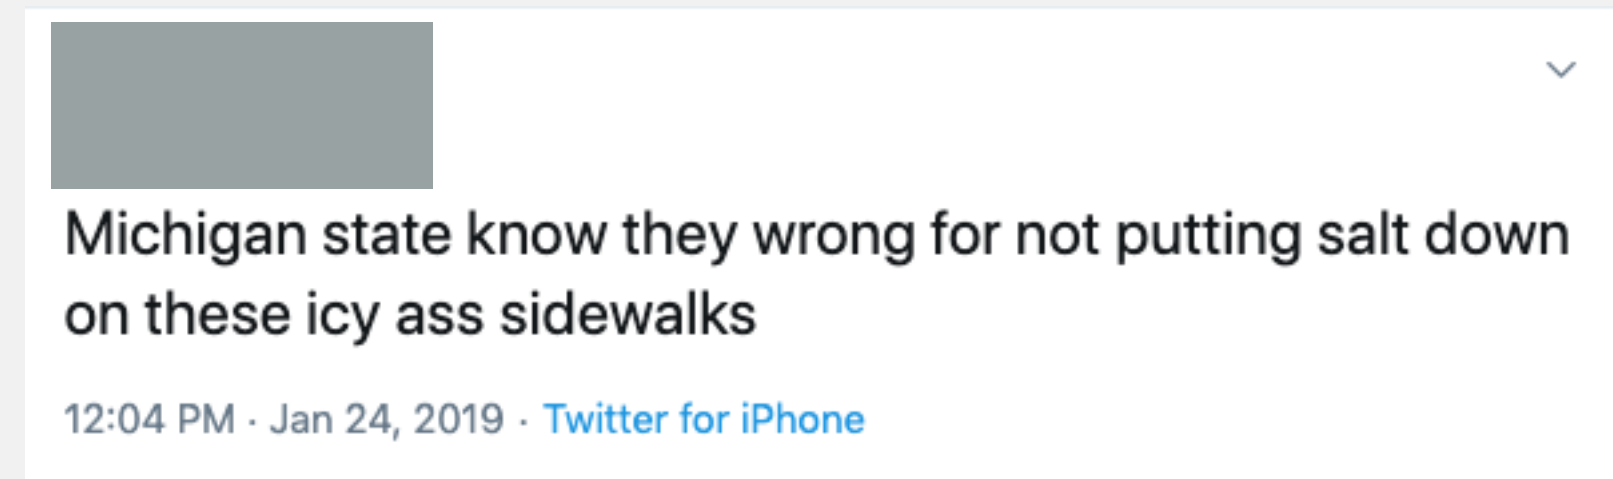 Michigan state know they wrong for not putting salt down
on these icy ass sidewalks
12:04 PM · Jan 24, 2019 · Twitter for iPhone